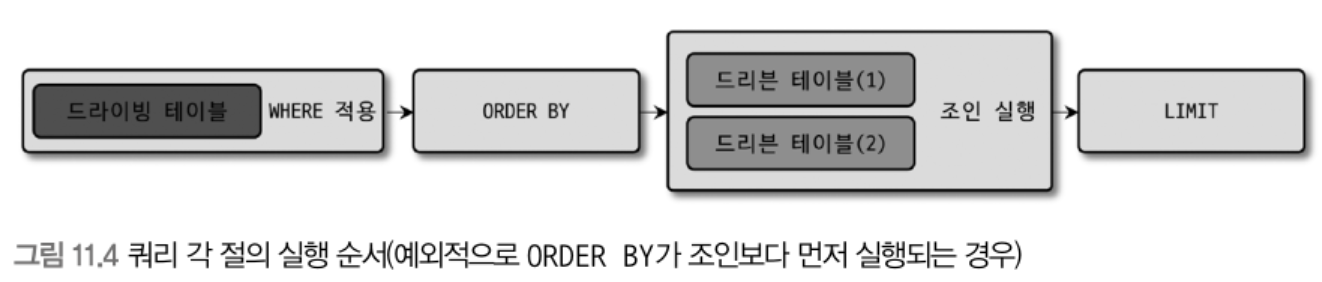 드라이빙 테이블
WHERE 적용
ORDER BY
드리븐 테이블(1)
드리븐 테이블(2)
조인 실행
LIMIT
그림 11.4 쿼리 각 절의 실행 순서(예외적으로 ORDER BY가 조인보다 먼저 실행되는 경우)